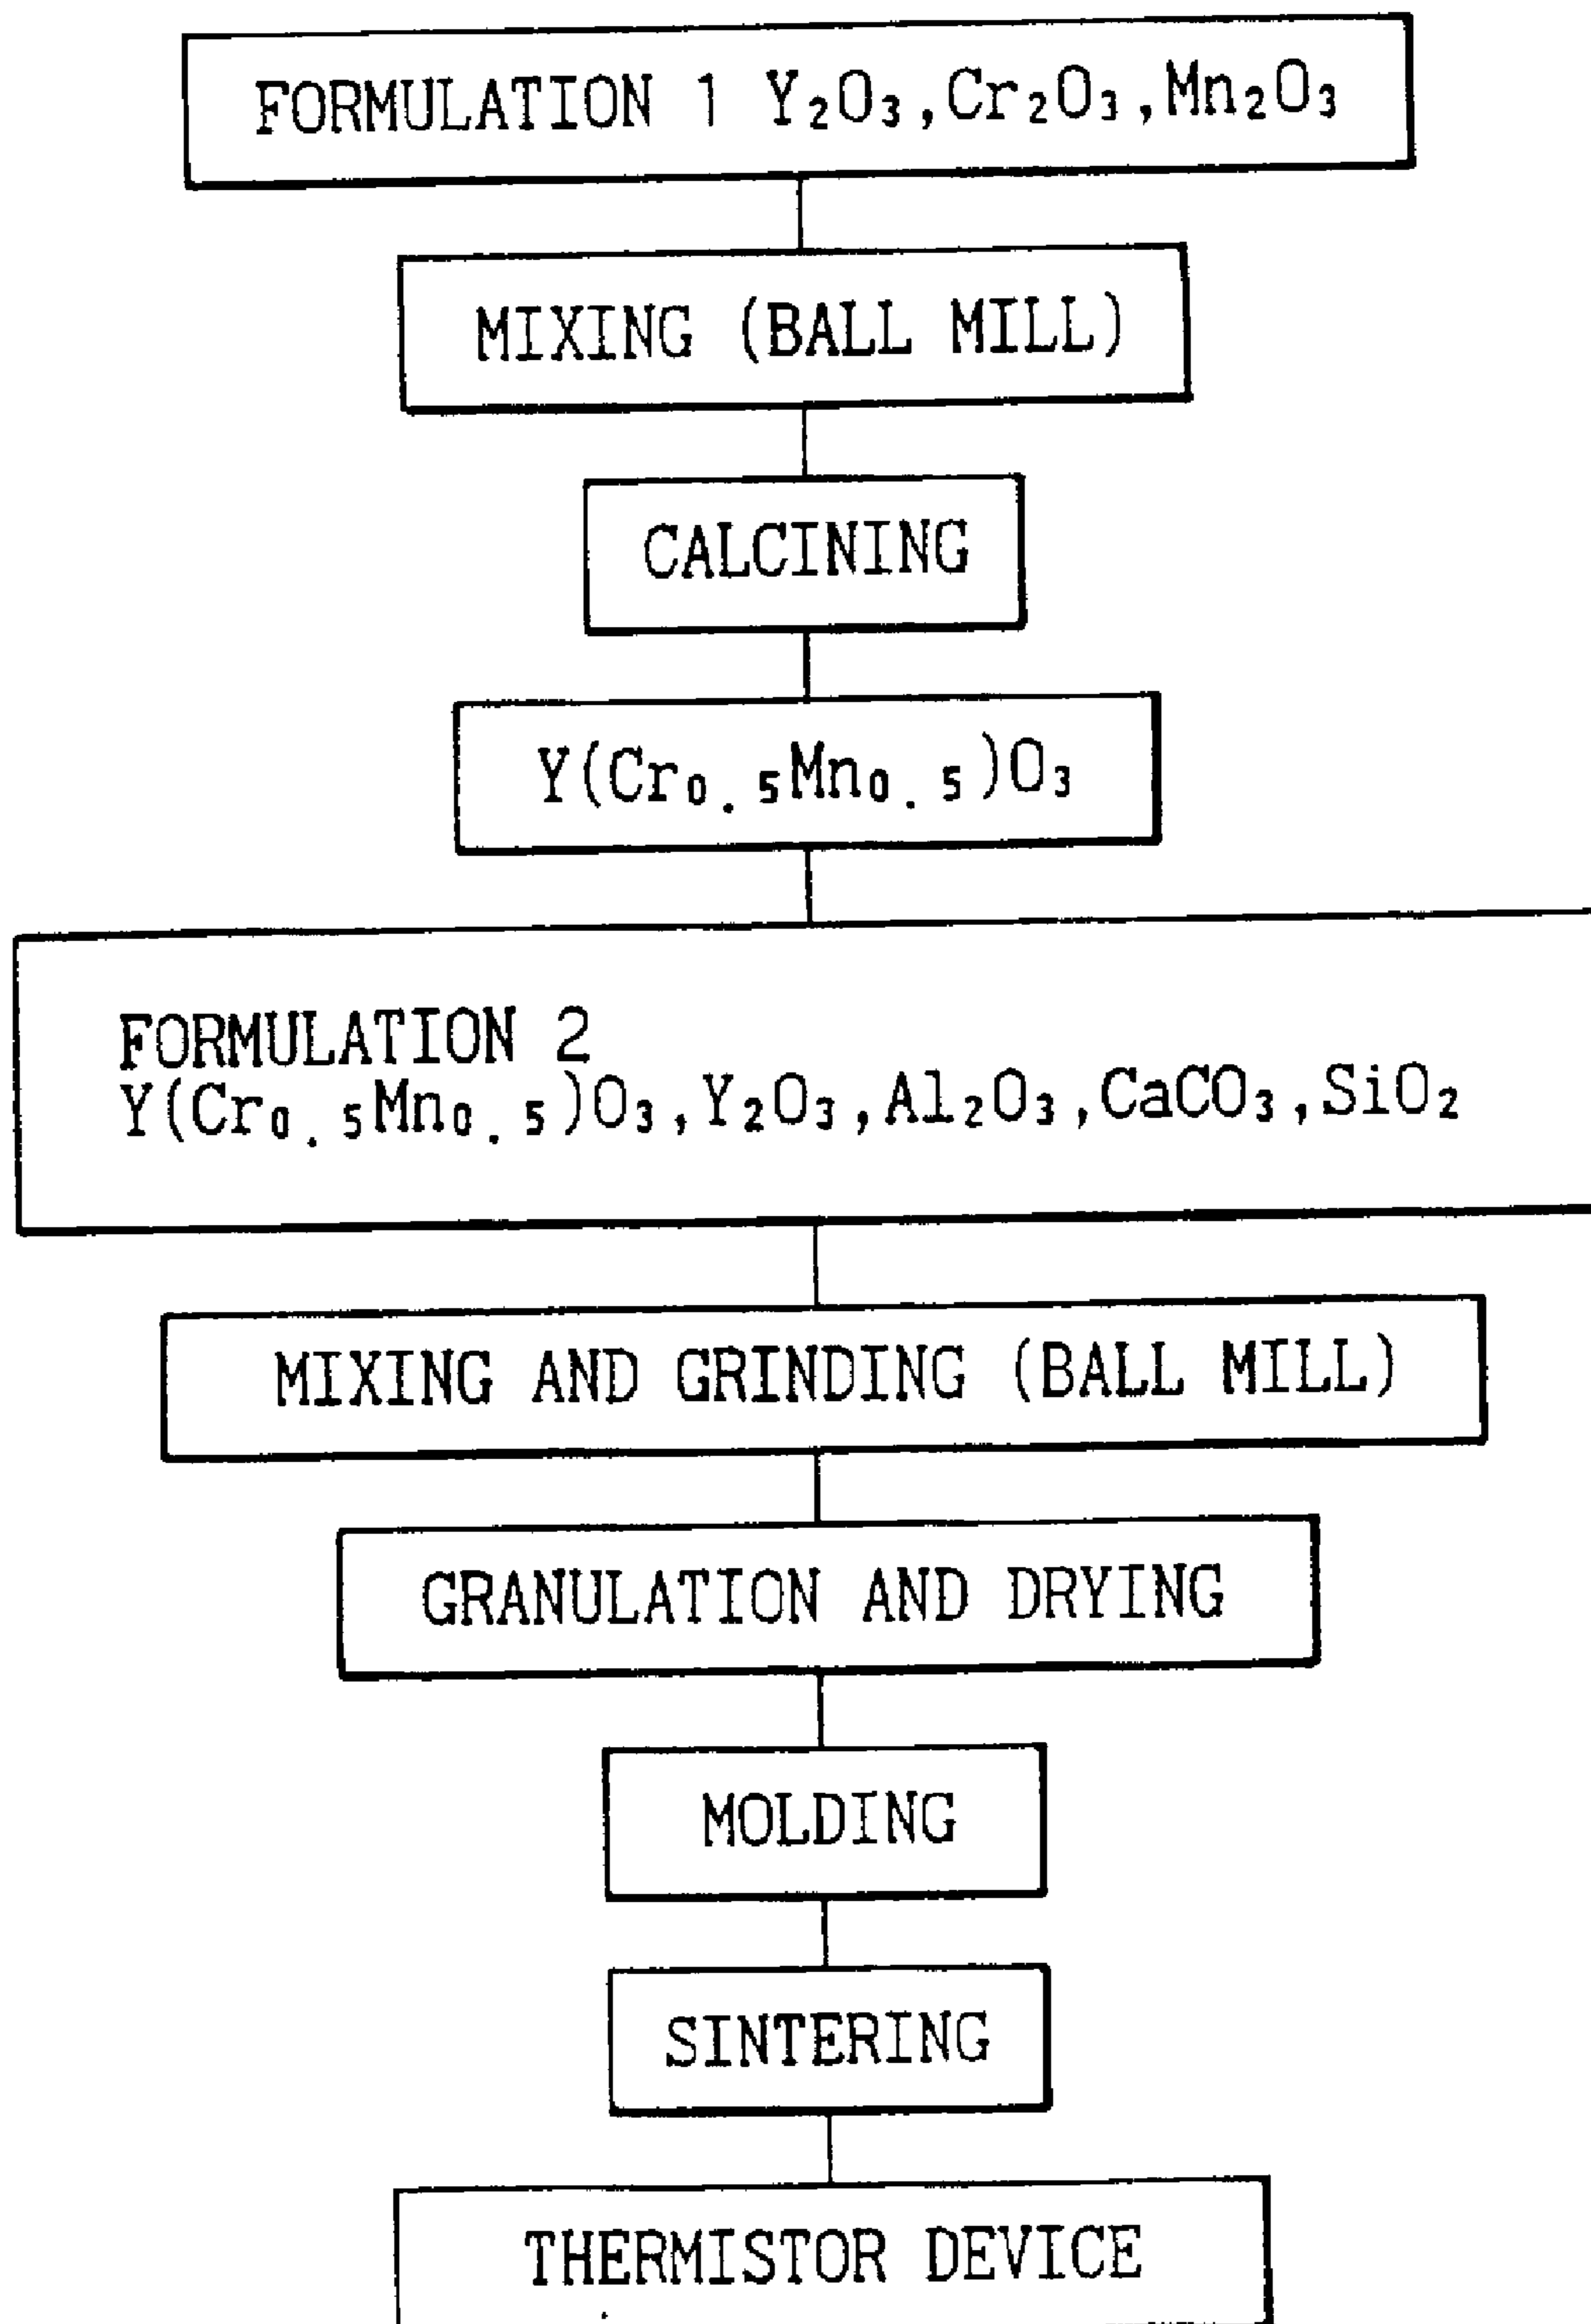 FORMULATION 1 Y₂O₃,Cr₂O₃,Mn₂O₃
MIXING (BALL MILL)
CALCINING
Y(Cr₀.₅Mn₀.₅)O₃
FORMULATION 2
Y(Cr₀.₅Mn₀.₅)O₃,Y₂O₃,Al₂O₃,CaCO₃,SiO₂
MIXING AND GRINDING (BALL MILL)
GRANULATION AND DRYING
MOLDING
SINTERING
THERMISTOR DEVICE